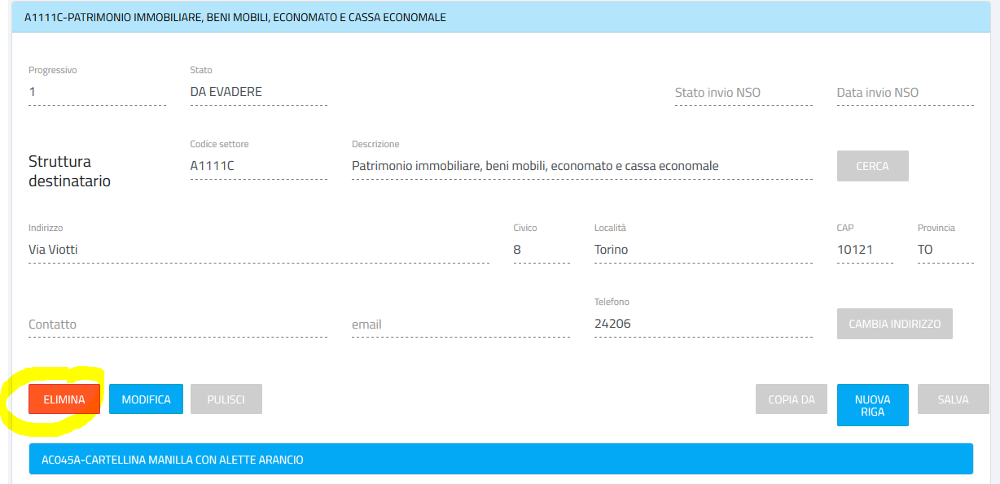 A1111C-PATRIMONIO IMMOBILIARE, BENI MOBILI, ECONOMATO E CASSA ECONOMALE
Progressivo
1
Stato
DA EVADERE
Stato invio NSO
Data invio NSO
Struttura
destinatario
Codice settore
A1111C
Descrizione
Patrimonio immobiliare, beni mobili, economato e cassa economale
CERCA
Indirizzo
Via Viotti
Civico
8
Località
Torino
CAP
10121
Provincia
TO
Contatto
email
Telefono
24206
CAMBIA INDIRIZZO
ELIMINA
MODIFICA
PULISCI
COPIA DA
NUOVA
RIGA
SALVA
AC045A-CARTELLINA MANILLA CON ALETTE ARANCIO